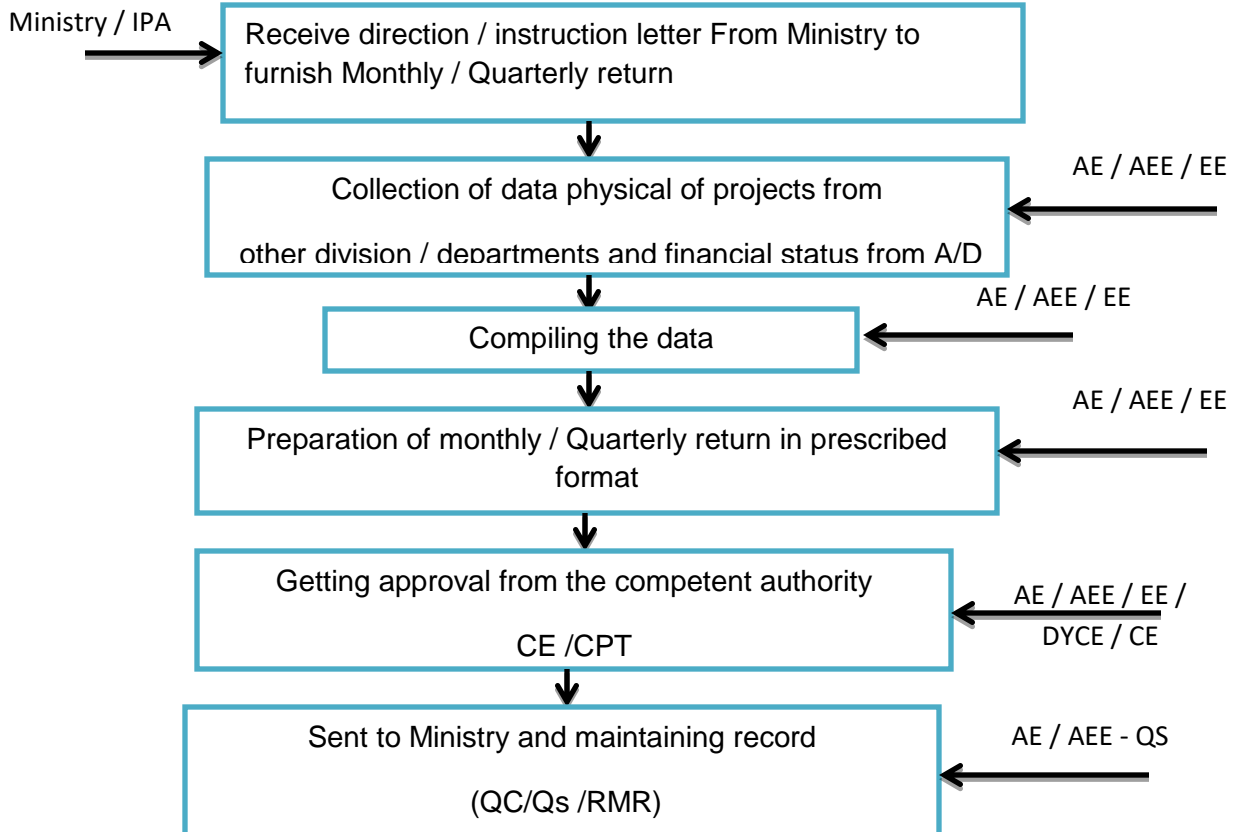 Ministry / IPA
Receive direction / instruction letter From Ministry to
furnish Monthly / Quarterly return
AE / AEE / EE
Collection of data physical of projects from
other division / departments and financial status from A/D
AE / AEE / EE
Compiling the data
AE / AEE / EE
Preparation of monthly / Quarterly return in prescribed
format
Getting approval from the competent authority
CE /CPT
AE / AEE / EE /
DYCE / CE
Sent to Ministry and maintaining record
(QC/Qs /RMR)
AE / AEE - QS